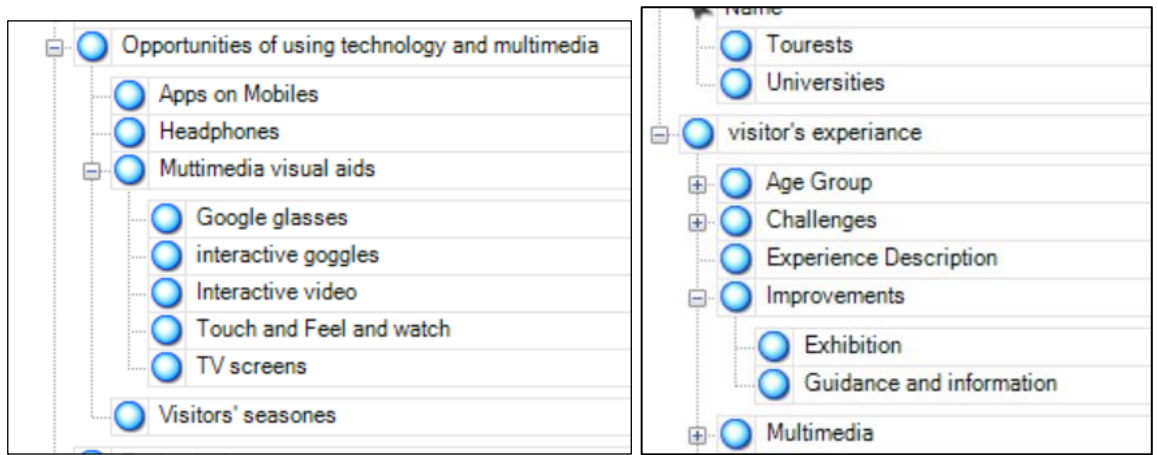 Opportunities of using technology and multimedia
Apps on Mobiles
Headphones
Muttimedia visual aids
Google glasses
interactive goggles
Interactive video
Touch and Feel and watch
TV screens
Visitors' seasones
Name
Tourests
Universities
visitor's experiance
Age Group
Challenges
Experience Description
Improvements
Exhibition
Guidance and information
Multimedia